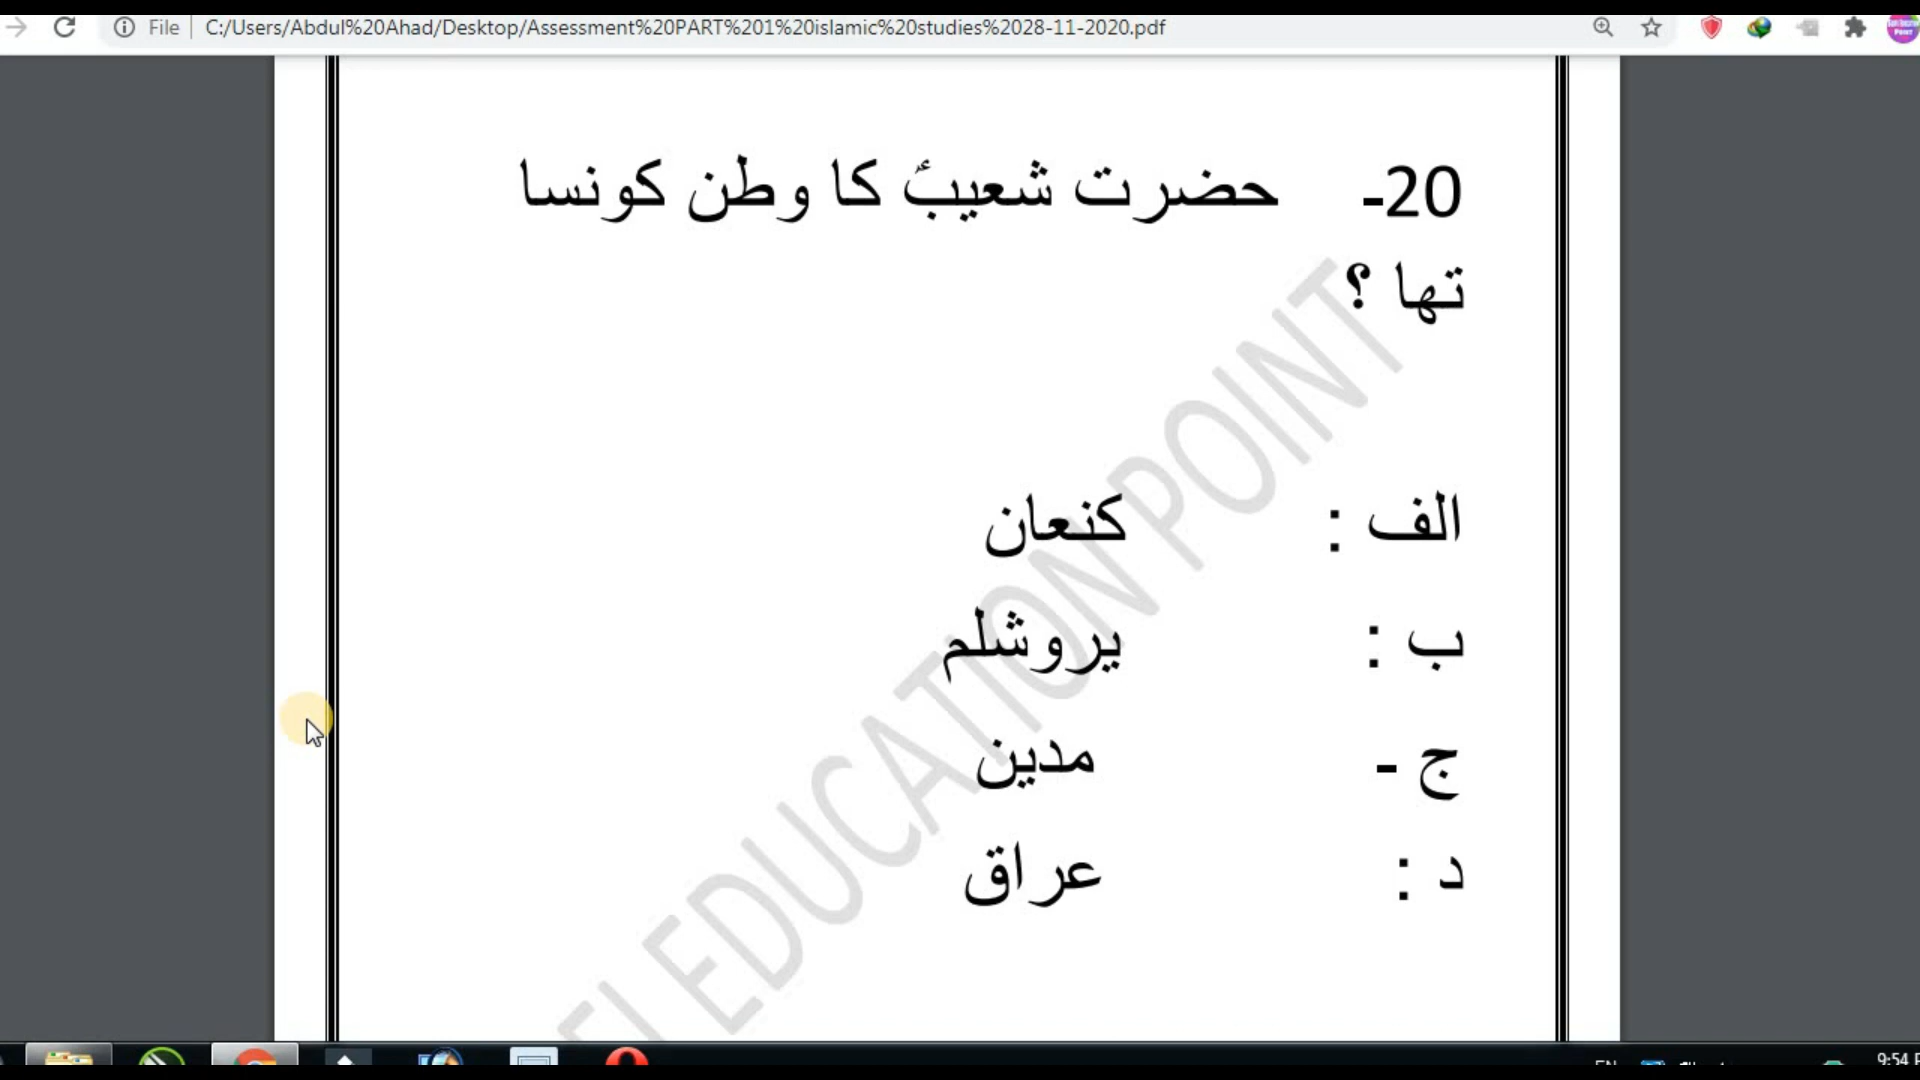 File
C:/Users/Abdul%20Ahad/Desktop/Assessment%20PART%201%20islamic%20studies%2028-11-2020.pdf
20- حضرت شعیبؑ کا وطن کونسا
تھا ؟
الف : کنعان
ب : یروشلم
ج - مدین
د : عراق
EDUCATION POINT
9:54